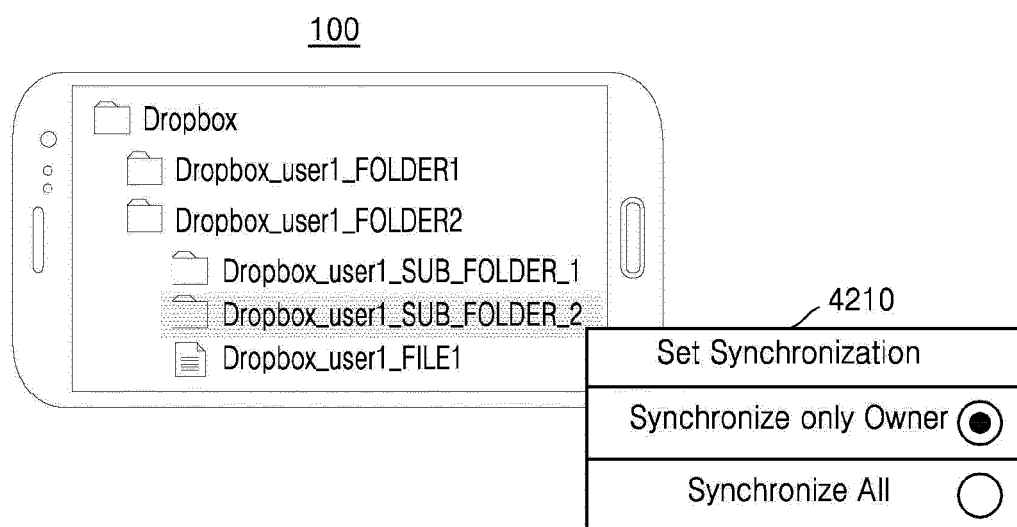 100
Dropbox
Dropbox_user1_FOLDER1
Dropbox_user1_FOLDER2
Dropbox_user1_SUB_FOLDER_1
Dropbox_user1_SUB_FOLDER_2
Dropbox_user1_FILE1
4210
Set Synchronization
Synchronize only Owner
Synchronize All